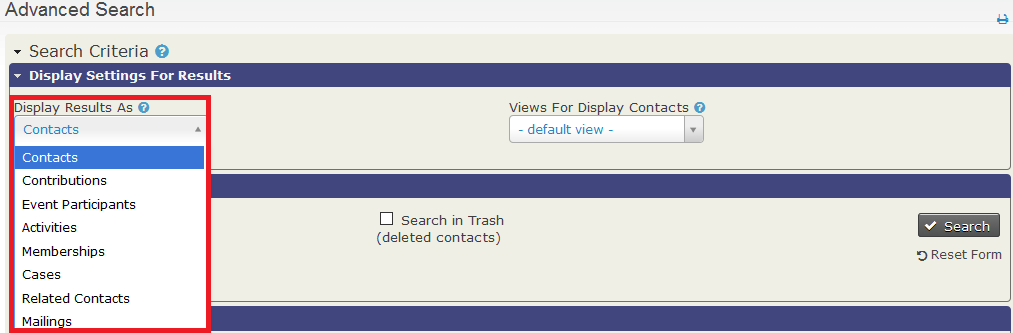 Advanced Search
Search Criteria
Display Settings For Results
Display Results As
Views For Display Contacts
Contacts
- default view -
Contacts
Contributions
Event Participants
Activities
Memberships
Cases
Related Contacts
Mailings
Search in Trash
(deleted contacts)
Search
Reset Form